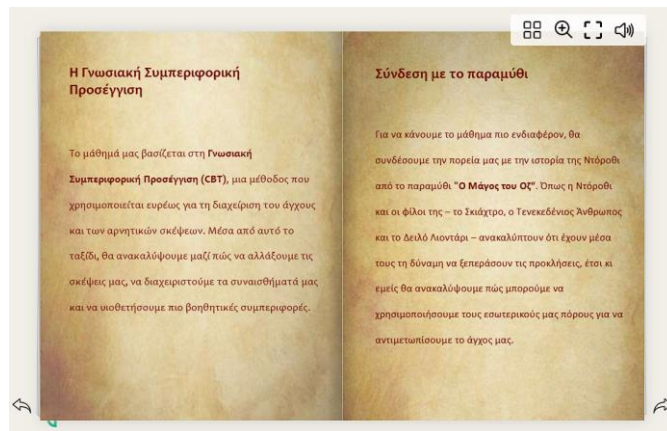 Η Γνωσιακή Συμπεριφορική
Προσέγγιση
Το μάθημά μας βασίζεται στη Γνωσιακή
Συμπεριφορική Προσέγγιση (CBT), μια μέθοδος που
χρησιμοποιείται ευρέως για τη διαχείριση του άγχους
και των αρνητικών σκέψεων. Μέσα από αυτό το
ταξίδι, θα ανακαλύψουμε μαζί πώς να αλλάξουμε τις
σκέψεις μας, να διαχειριστούμε τα συναισθήματά μας
και να υιοθετήσουμε πιο βοηθητικές συμπεριφορές.
Σύνδεση με το παραμύθι
Για να κάνουμε το μάθημα πιο ενδιαφέρον, θα
συνδέσουμε την πορεία μας με την ιστορία της Ντόροθι
από το παραμύθι "Ο Μάγος του Οζ". Όπως η Ντόροθι
και οι φίλοι της – το Σκιάχτρο, ο Τενεκεδένιος Άνθρωπος
και το Δειλό Λιοντάρι – ανακαλύπτουν ότι έχουν μέσα
τους τη δύναμη να ξεπεράσουν τις προκλήσεις, έτσι κι
εμείς θα ανακαλύψουμε πώς μπορούμε να
χρησιμοποιήσουμε τους εσωτερικούς μας πόρους για να
αντιμετωπίσουμε το άγχος μας.